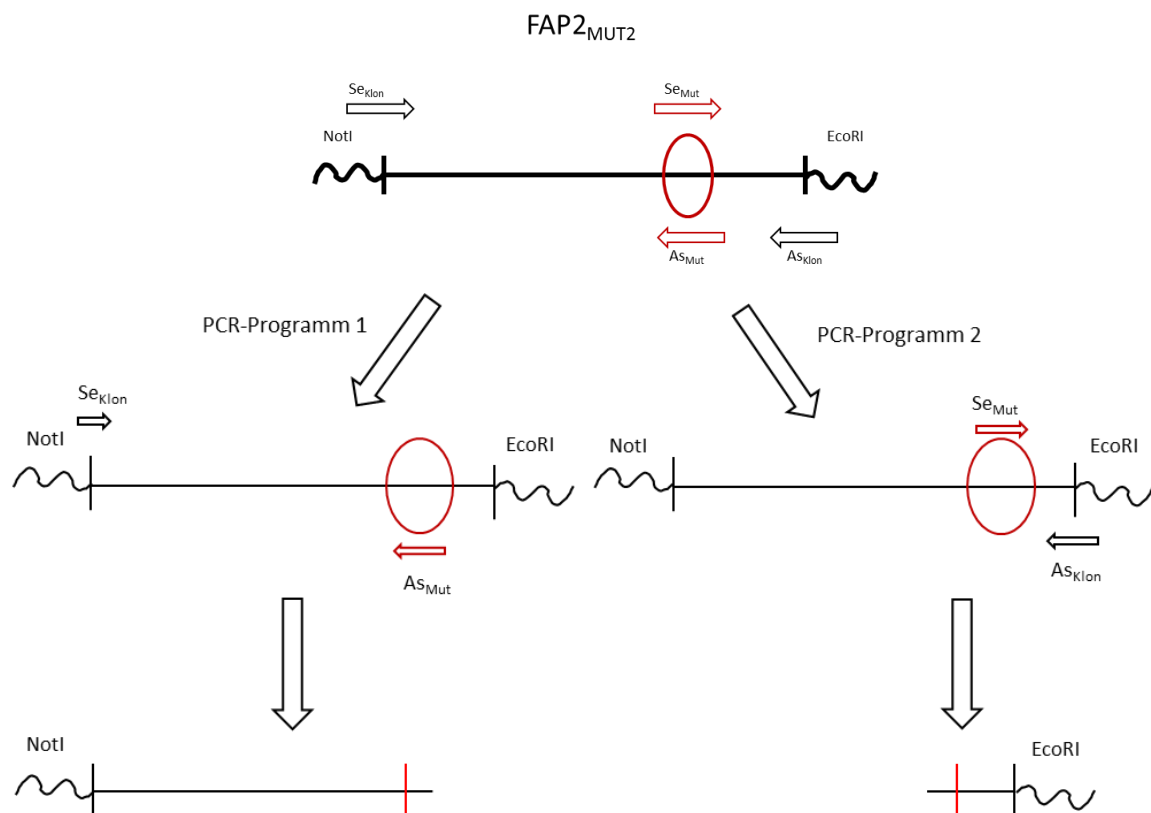 FAP2MUT2
SeKlon
SeMut
NotI
EcoRI
AsMut
AsKlon
PCR-Programm 1
PCR-Programm 2
SeKlon
SeMut
NotI
EcoRI
NotI
EcoRI
AsMut
AsKlon
NotI
EcoRI